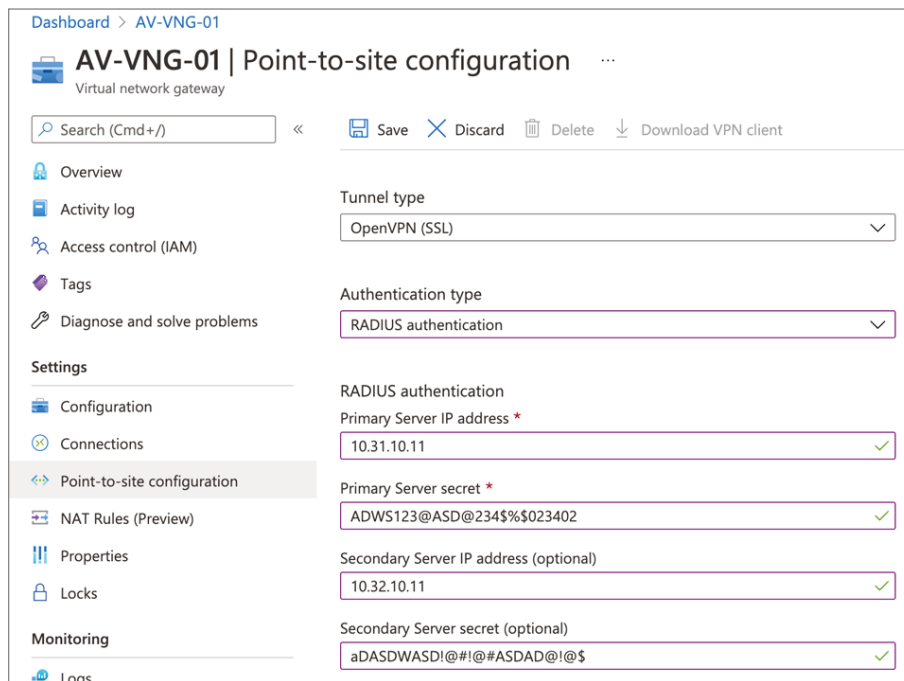 Dashboard > AV-VNG-01
AV-VNG-01 | Point-to-site configuration ...
Virtual network gateway
Search (Cmd+/)
«
Save
Discard
Delete
Download VPN client
Overview
Activity log
Access control (IAM)
Tags
Diagnose and solve problems
Settings
Configuration
Connections
Point-to-site configuration
NAT Rules (Preview)
Properties
Locks
Monitoring
Logs
Tunnel type
OpenVPN (SSL)
Authentication type
RADIUS authentication
RADIUS authentication
Primary Server IP address *
10.31.10.11
Primary Server secret *
ADWS123@ASD@234$%$023402
Secondary Server IP address (optional)
10.32.10.11
Secondary Server secret (optional)
aDASDWASD!@#!@#ASDAD@!@$